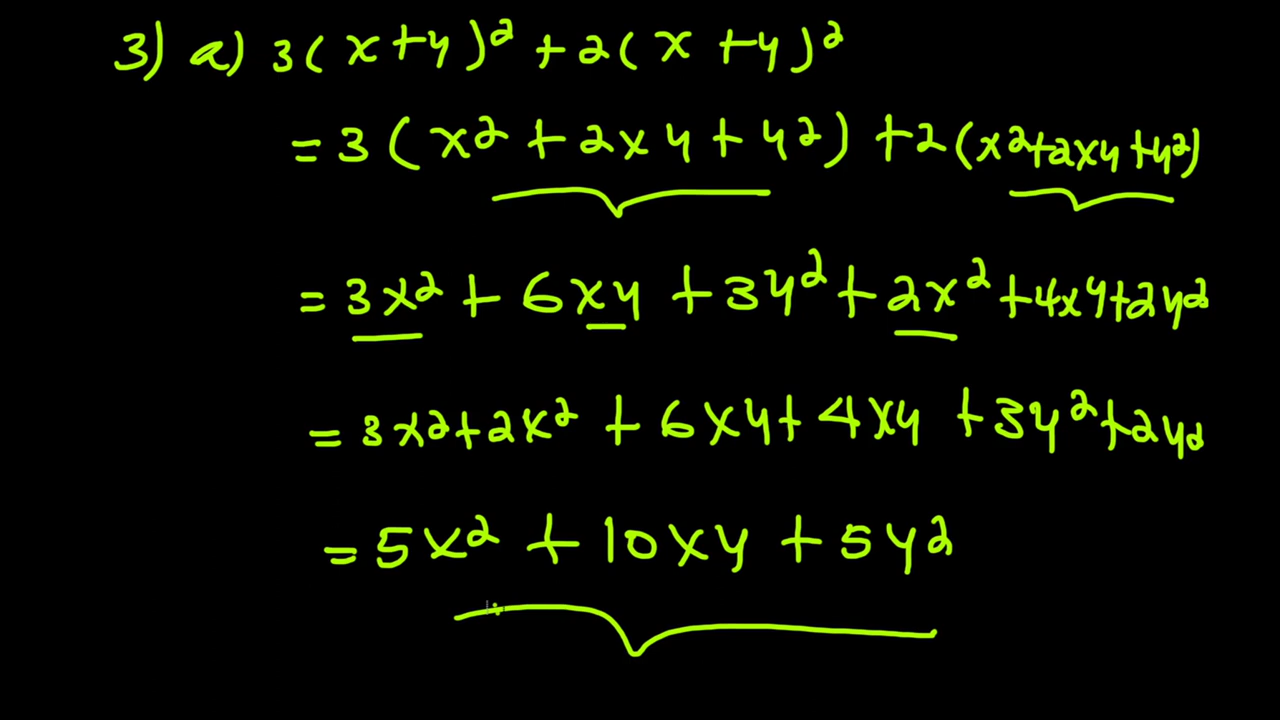 3) a) 3(x+y)² + 2(x+y)²
= 3(x² + 2xy + y²) + 2(x²+2xy+y²)
= 3x² + 6xy + 3y² + 2x² + 4xy + 2y²
= 3x² + 2x² + 6xy + 4xy + 3y² + 2y²
= 5x² + 10xy + 5y²